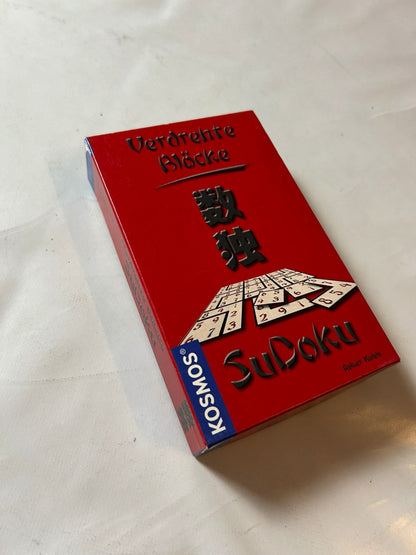 Verdrehte
Blöcke
数
独
SuDoku
KOSMOS®